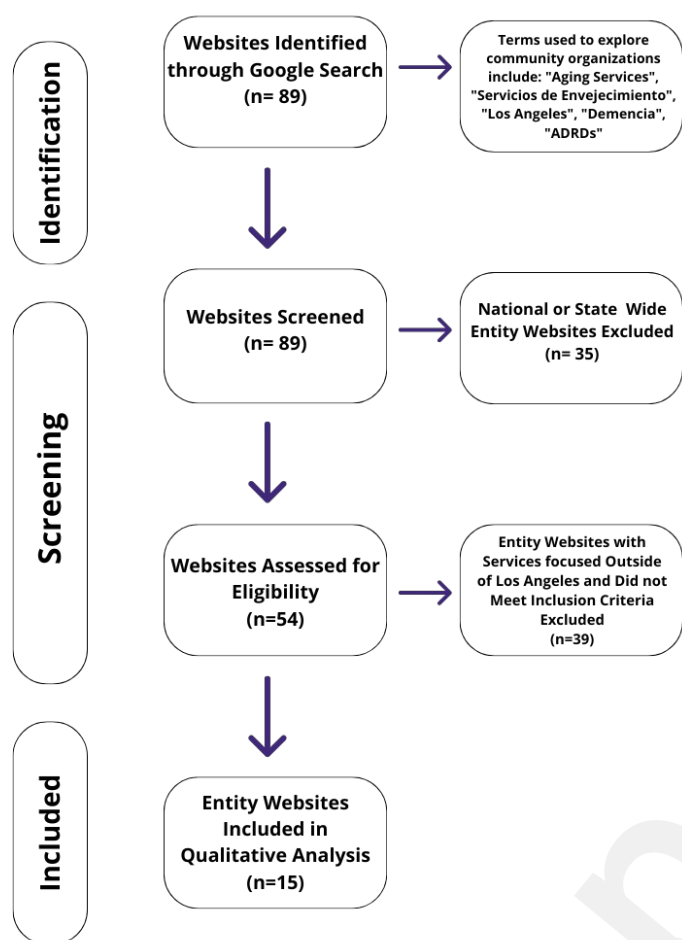 Identification
Websites Identified
through Google Search
(n= 89)
Terms used to explore
community organizations
include: "Aging Services",
"Servicios de Envejecimiento",
"Los Angeles", "Demencia",
"ADRDs"
Screening
Websites Screened
(n= 89)
National or State Wide
Entity Websites Excluded
(n= 35)
Websites Assessed for
Eligibility
(n=54)
Entity Websites with
Services focused Outside
of Los Angeles and Did not
Meet Inclusion Criteria
Excluded
(n=39)
Included
Entity Websites
Included in
Qualitative Analysis
(n=15)